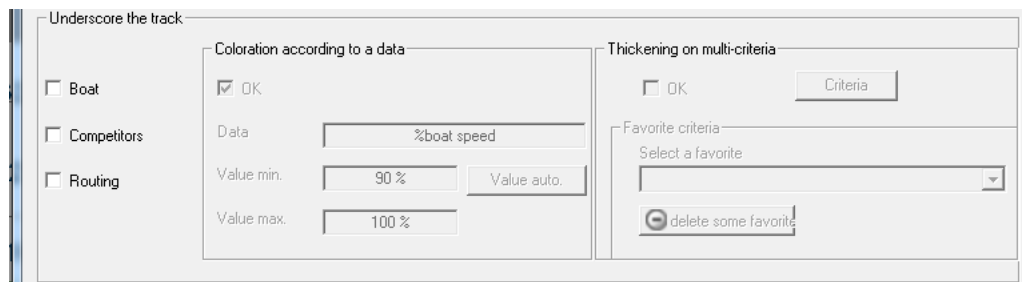 Underscore the track
Boat
Competitors
Routing
Coloration according to a data
OK
Data %boat speed
Value min. 90 % Value auto.
Value max. 100 %
Thickening on multi-criteria
OK Criteria
Favorite criteria
Select a favorite
delete some favorite